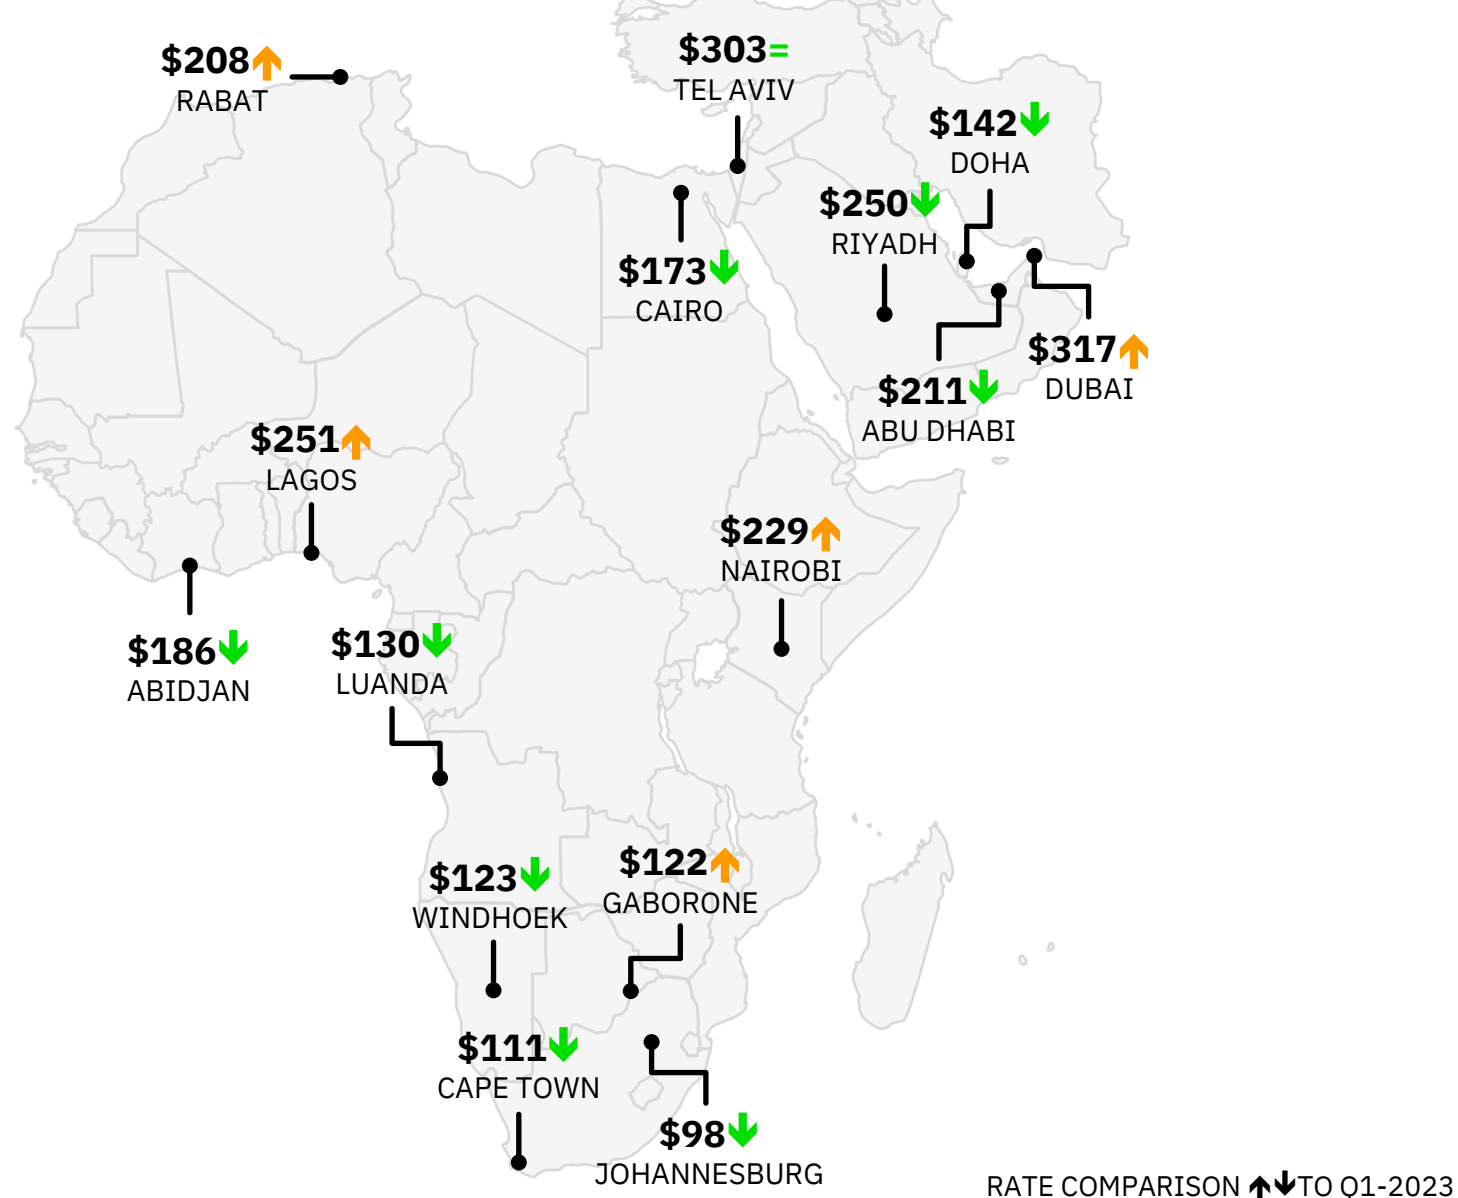 $208↑
RABAT
$303=
TEL AVIV
$142↓
DOHA
$250↓
RIYADH
$173↓
CAIRO
$317↑
DUBAI
$211↓
ABU DHABI
$251↑
LAGOS
$229↑
NAIROBI
$186↓
ABIDJAN
$130↓
LUANDA
$123↓
WINDHOEK
$122↑
GABORONE
$111↓
CAPE TOWN
$98↓
JOHANNESBURG
RATE COMPARISON ↑↓TO Q1-2023